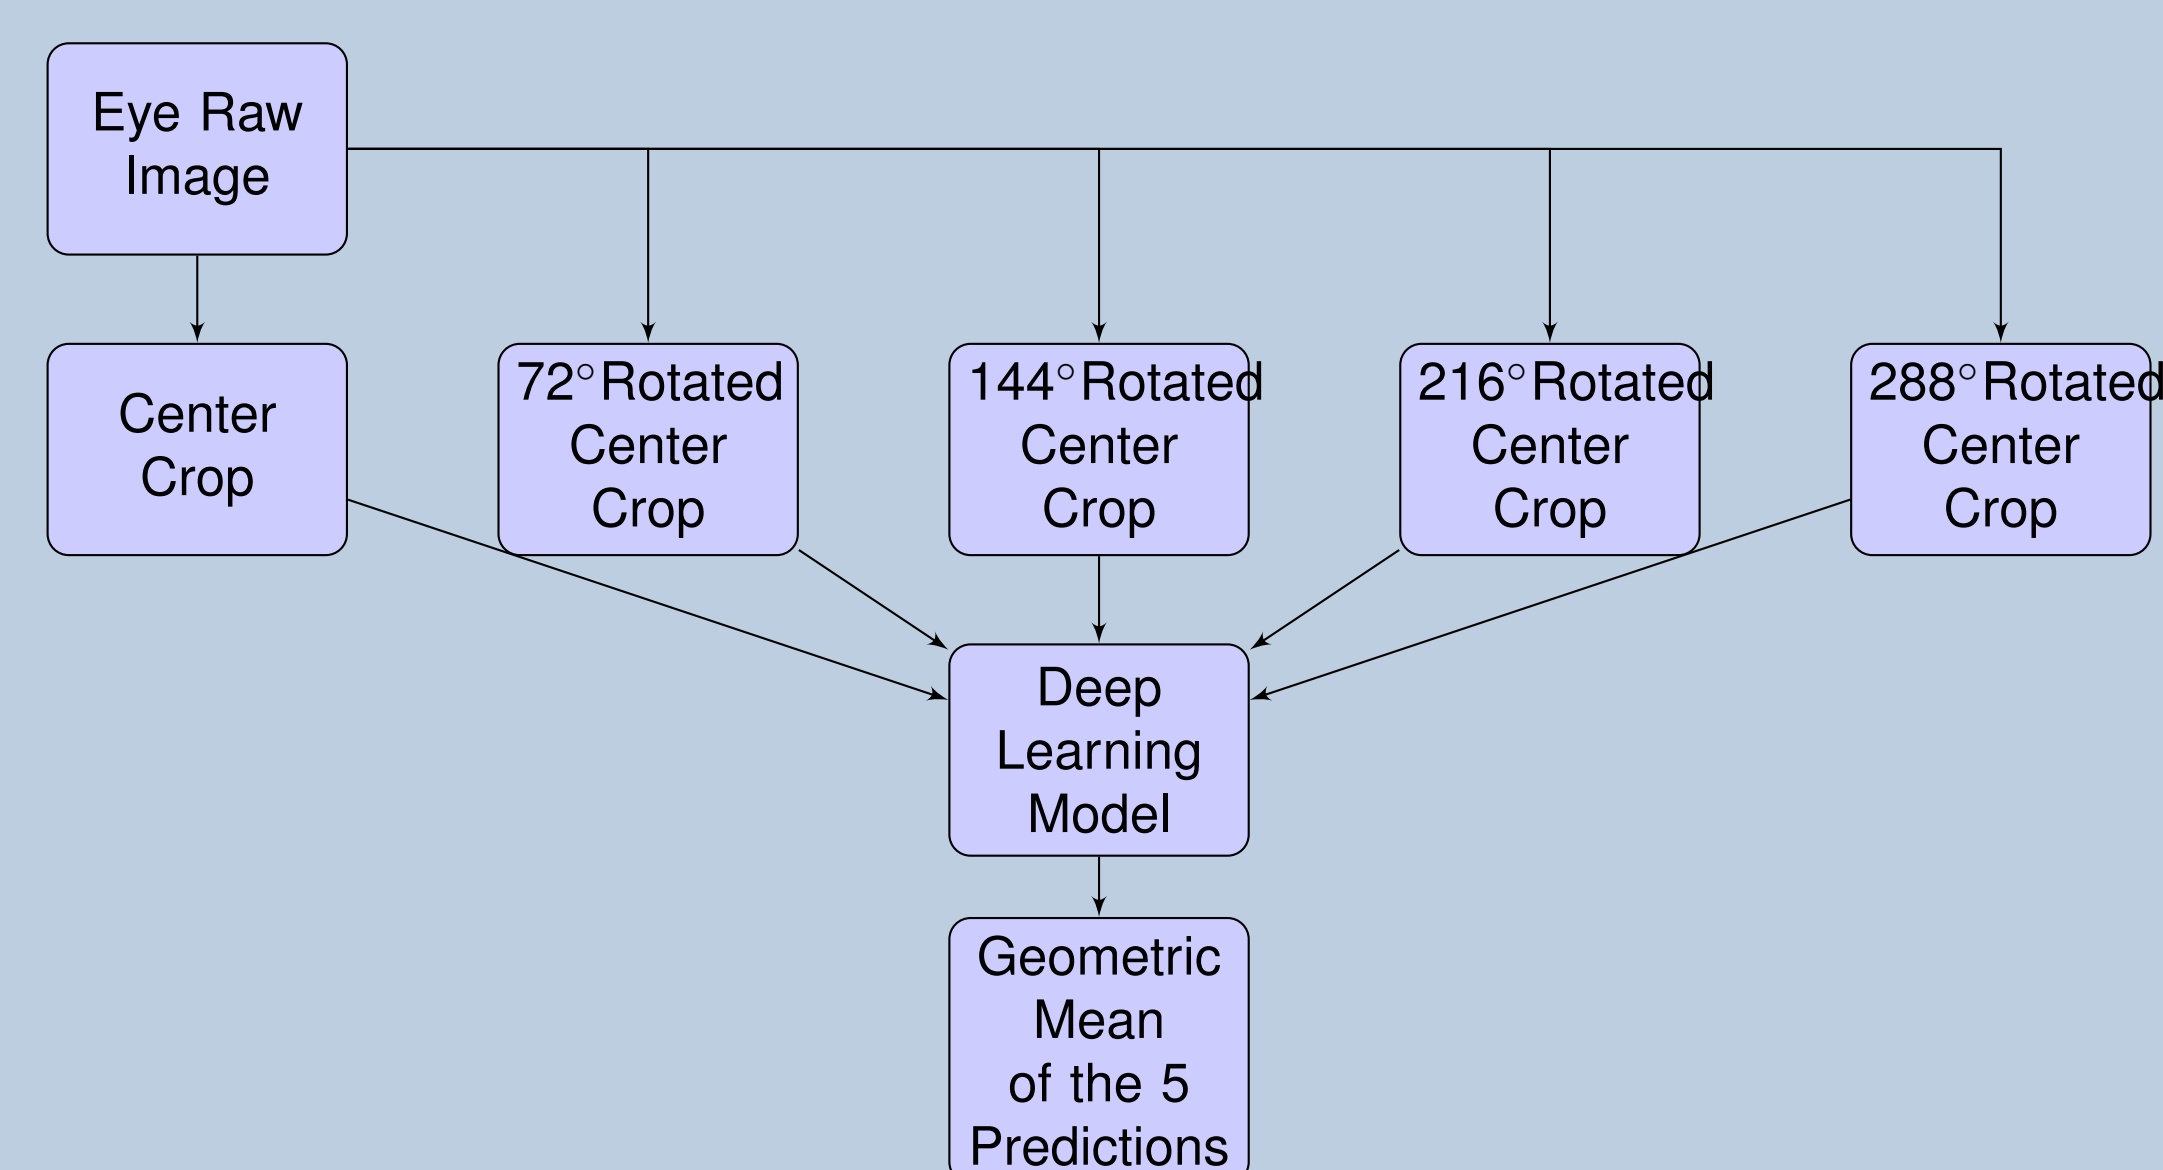 Eye Raw
Image
Center
Crop
72°Rotated
Center
Crop
144°Rotated
Center
Crop
216°Rotated
Center
Crop
288°Rotated
Center
Crop
Deep
Learning
Model
Geometric
Mean
of the 5
Predictions